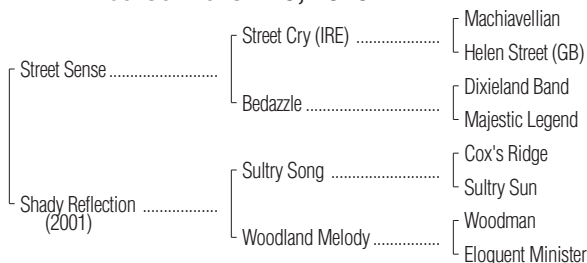 Machiavellian
Street Cry (IRE) ....................
Helen Street (GB)
Street Sense ..........................
Dixieland Band
Bedazzle ................................
Majestic Legend
Cox's Ridge
Sultry Song ..........................
Sultry Sun
Shady Reflection ..................
(2001)
Woodman
Woodland Melody...................
Eloquent Minister